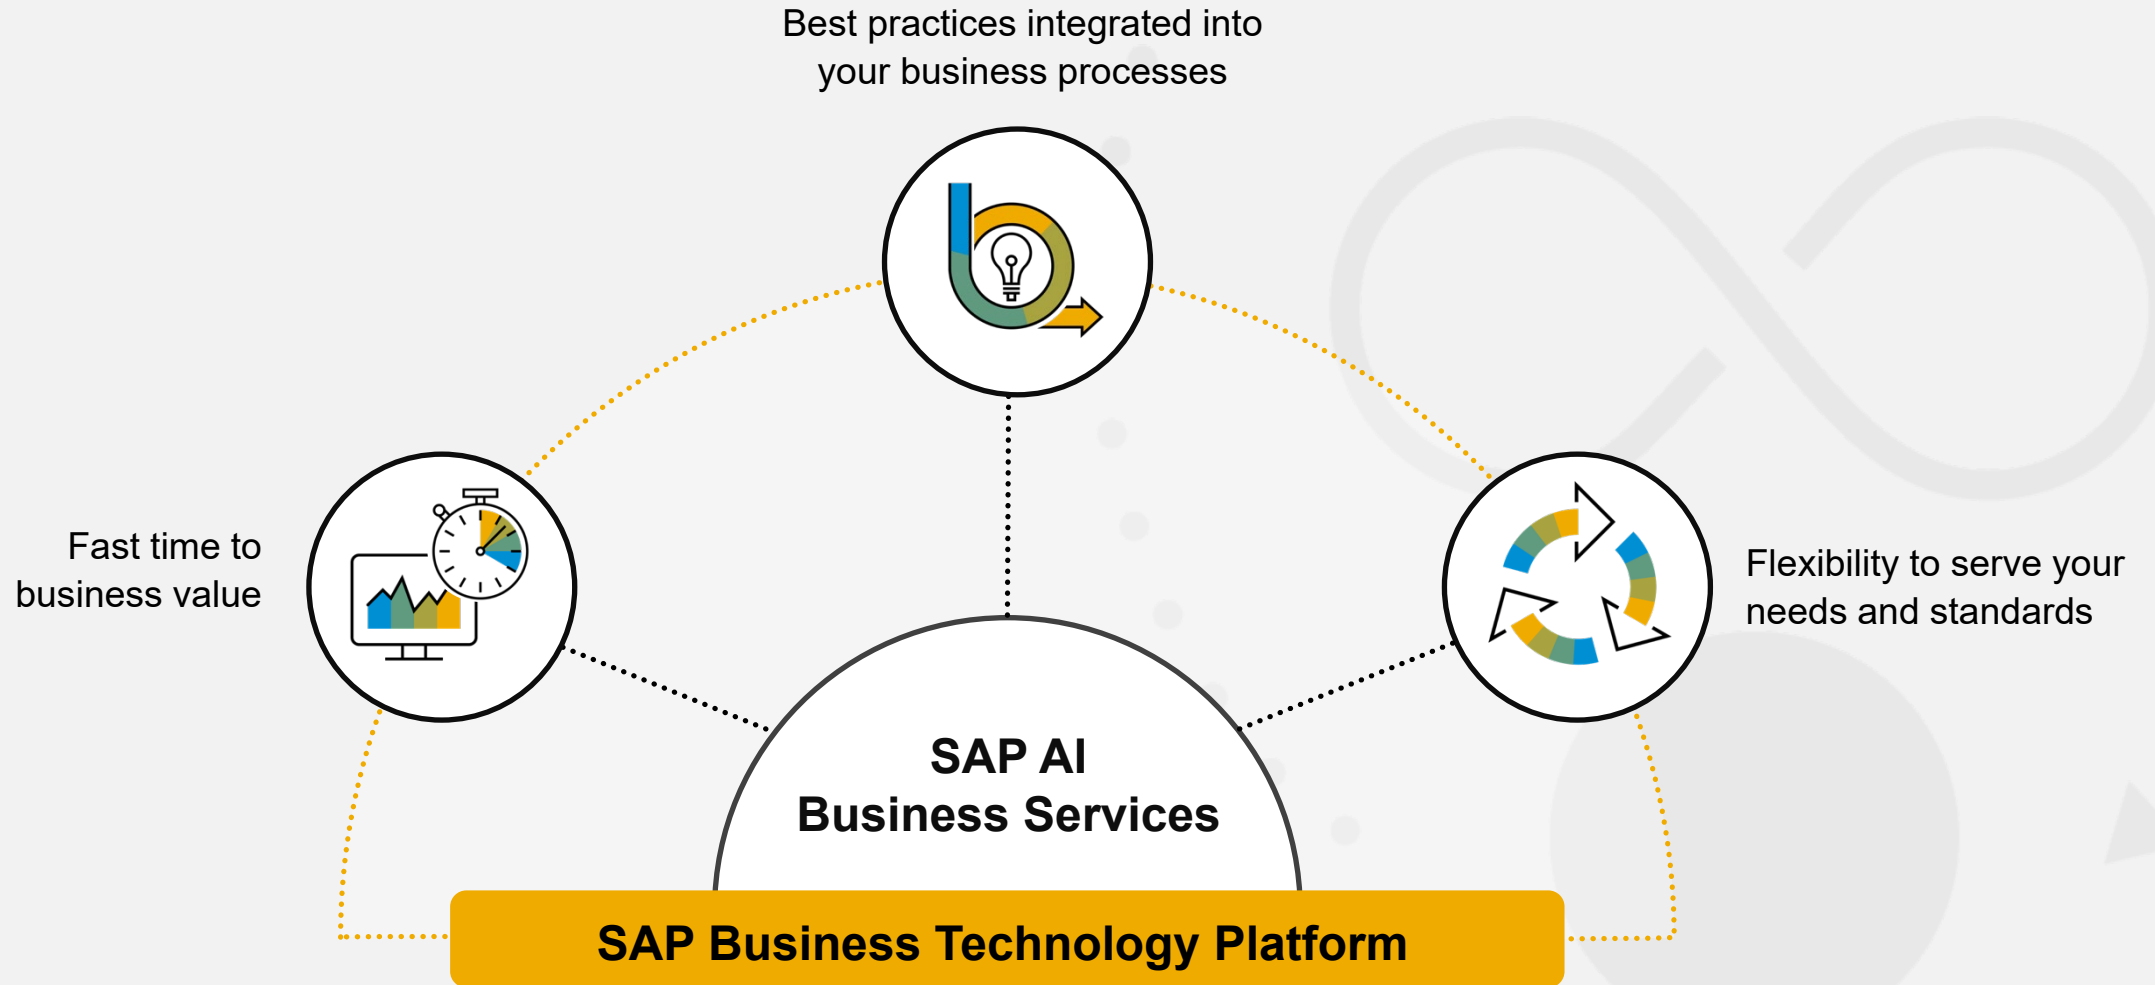 Best practices integrated into
your business processes
Fast time to
business value
Flexibility to serve your
needs and standards
SAP AI
Business Services
SAP Business Technology Platform